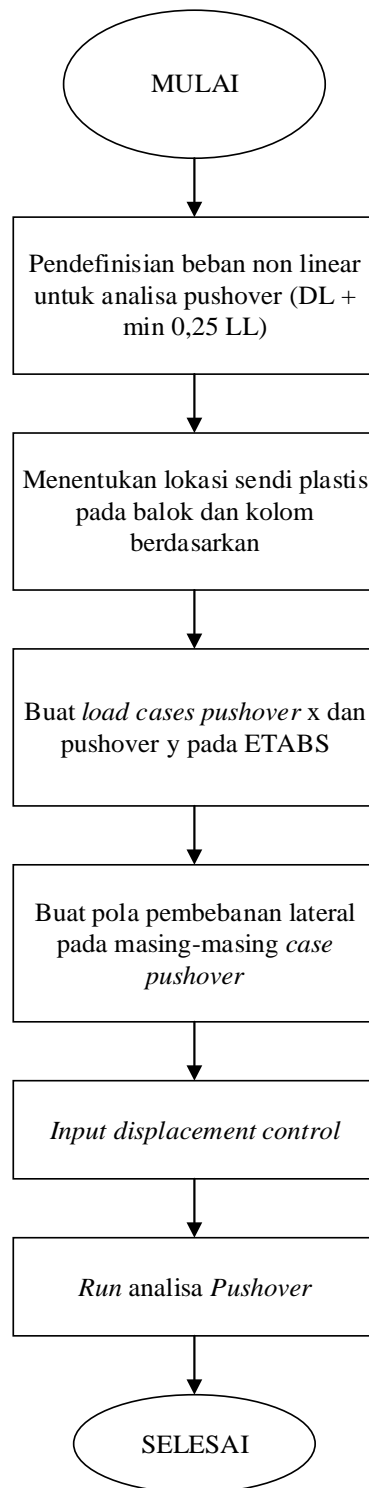 MULAI
Pendefinisian beban non linear
untuk analisa pushover (DL +
min 0,25 LL)
Menentukan lokasi sendi plastis
pada balok dan kolom
berdasarkan
Buat load cases pushover x dan
pushover y pada ETABS
Buat pola pembebanan lateral
pada masing-masing case
pushover
Input displacement control
Run analisa Pushover
SELESAI